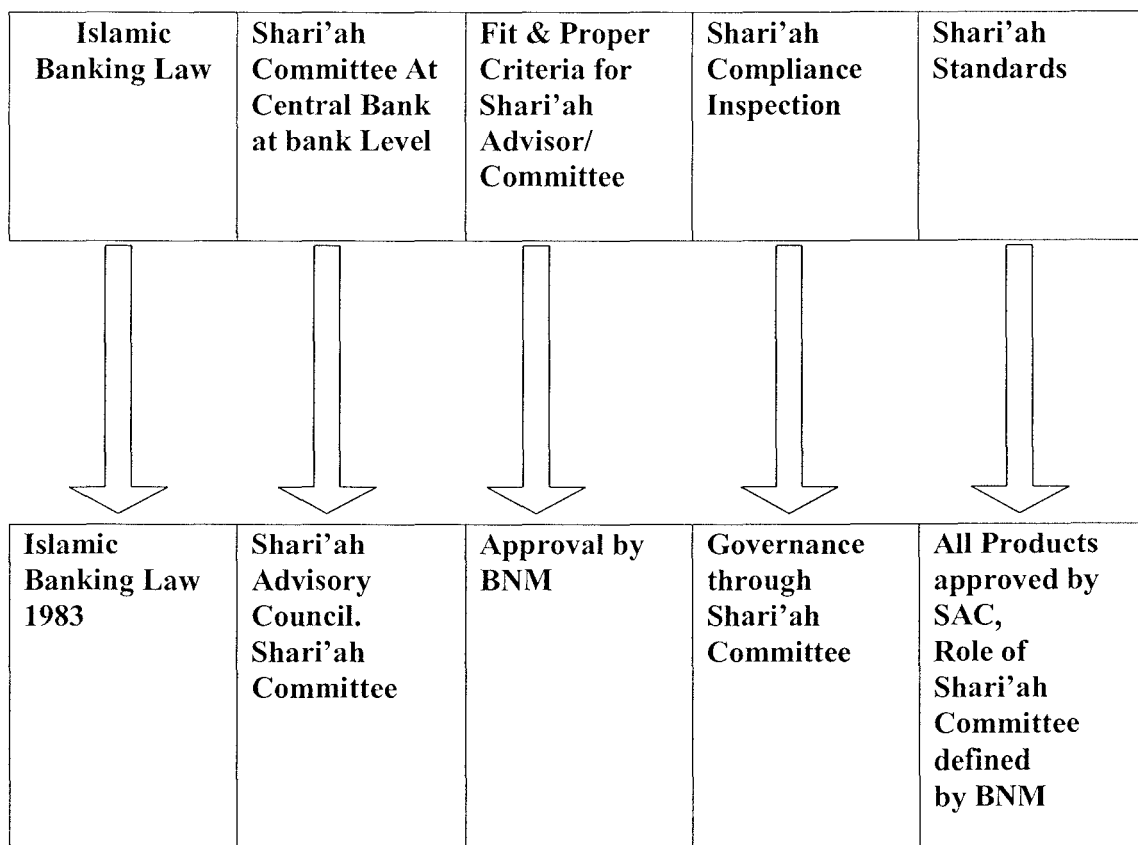 Islamic
Banking Law
Shari’ah
Committee At
Central Bank
at bank Level
Fit & Proper
Criteria for
Shari’ah
Advisor/
Committee
Shari’ah
Compliance
Inspection
Shari’ah
Standards
Islamic
Banking Law
1983
Shari’ah
Advisory
Council.
Shari’ah
Committee
Approval by
BNM
Governance
through
Shari’ah
Committee
All Products
approved by
SAC,
Role of
Shari’ah
Committee
defined
by BNM